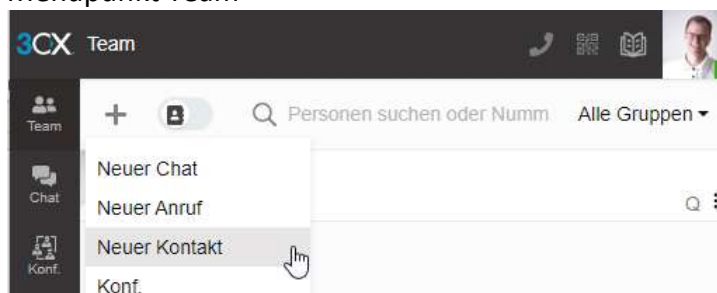 Menüpunkt Team
3CX Team
Team
Personen suchen oder Numm
Alle Gruppen
Neuer Chat
Chat
Neuer Anruf
Neuer Kontakt
Konf.
Konf.